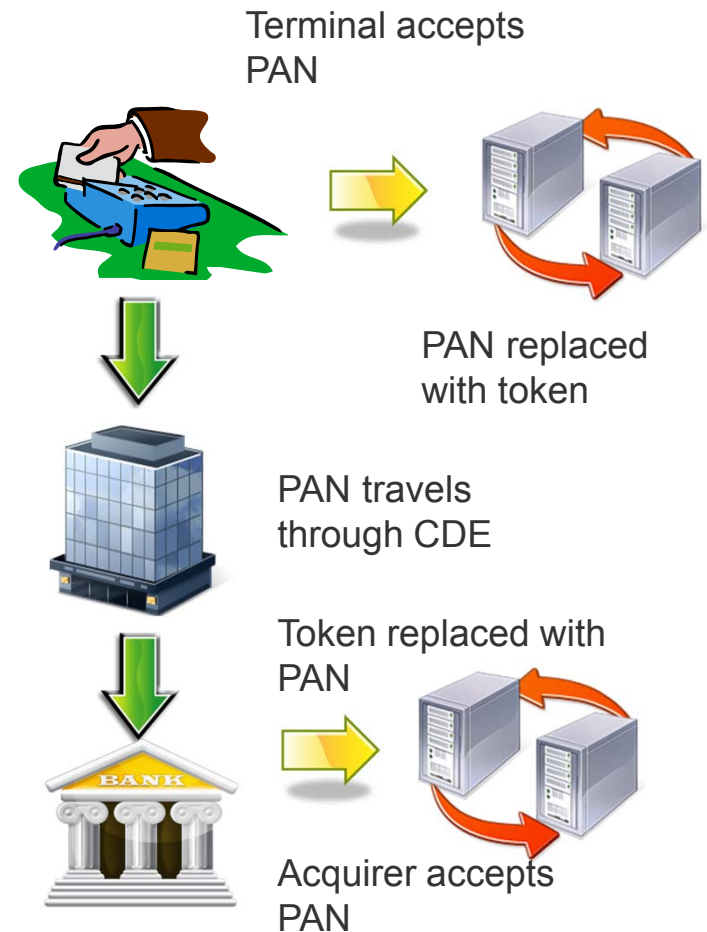 Terminal accepts
PAN
PAN replaced
with token
PAN travels
through CDE
Token replaced with
PAN
BANK
Acquirer accepts
PAN